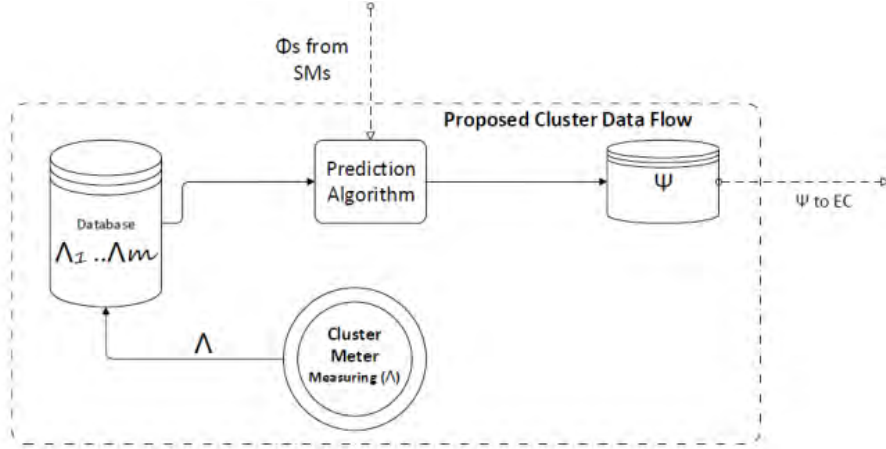 Φs from
SMs
Proposed Cluster Data Flow
Prediction
Algorithm
Ψ
Ψ to EC
Database
Λ1 ..Λm
Λ
Cluster
Meter
Measuring (Λ)